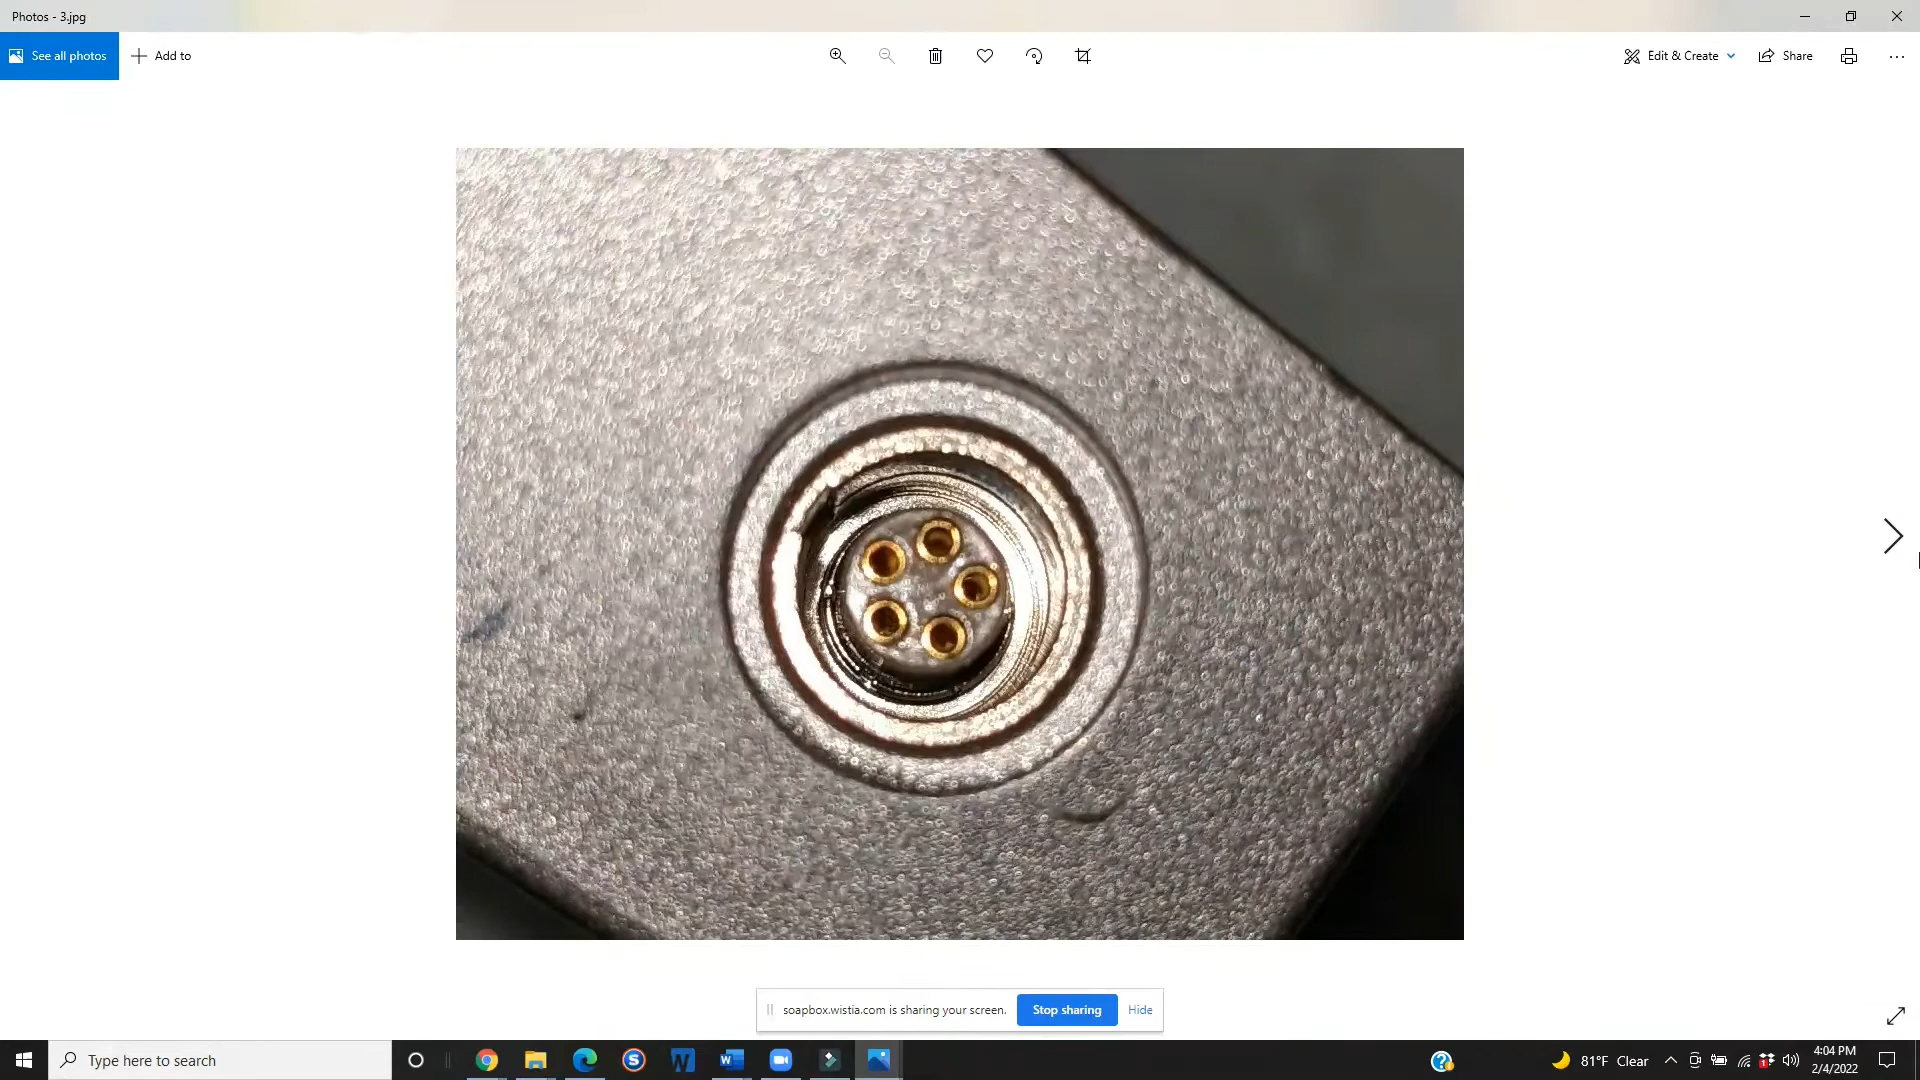 Photos - 3.jpg
See all photos
Add to
Edit & Create
Share
soapbox.wistia.com is sharing your screen.
Stop sharing
Hide
Type here to search
81°F Clear
4:04 PM
2/4/2022